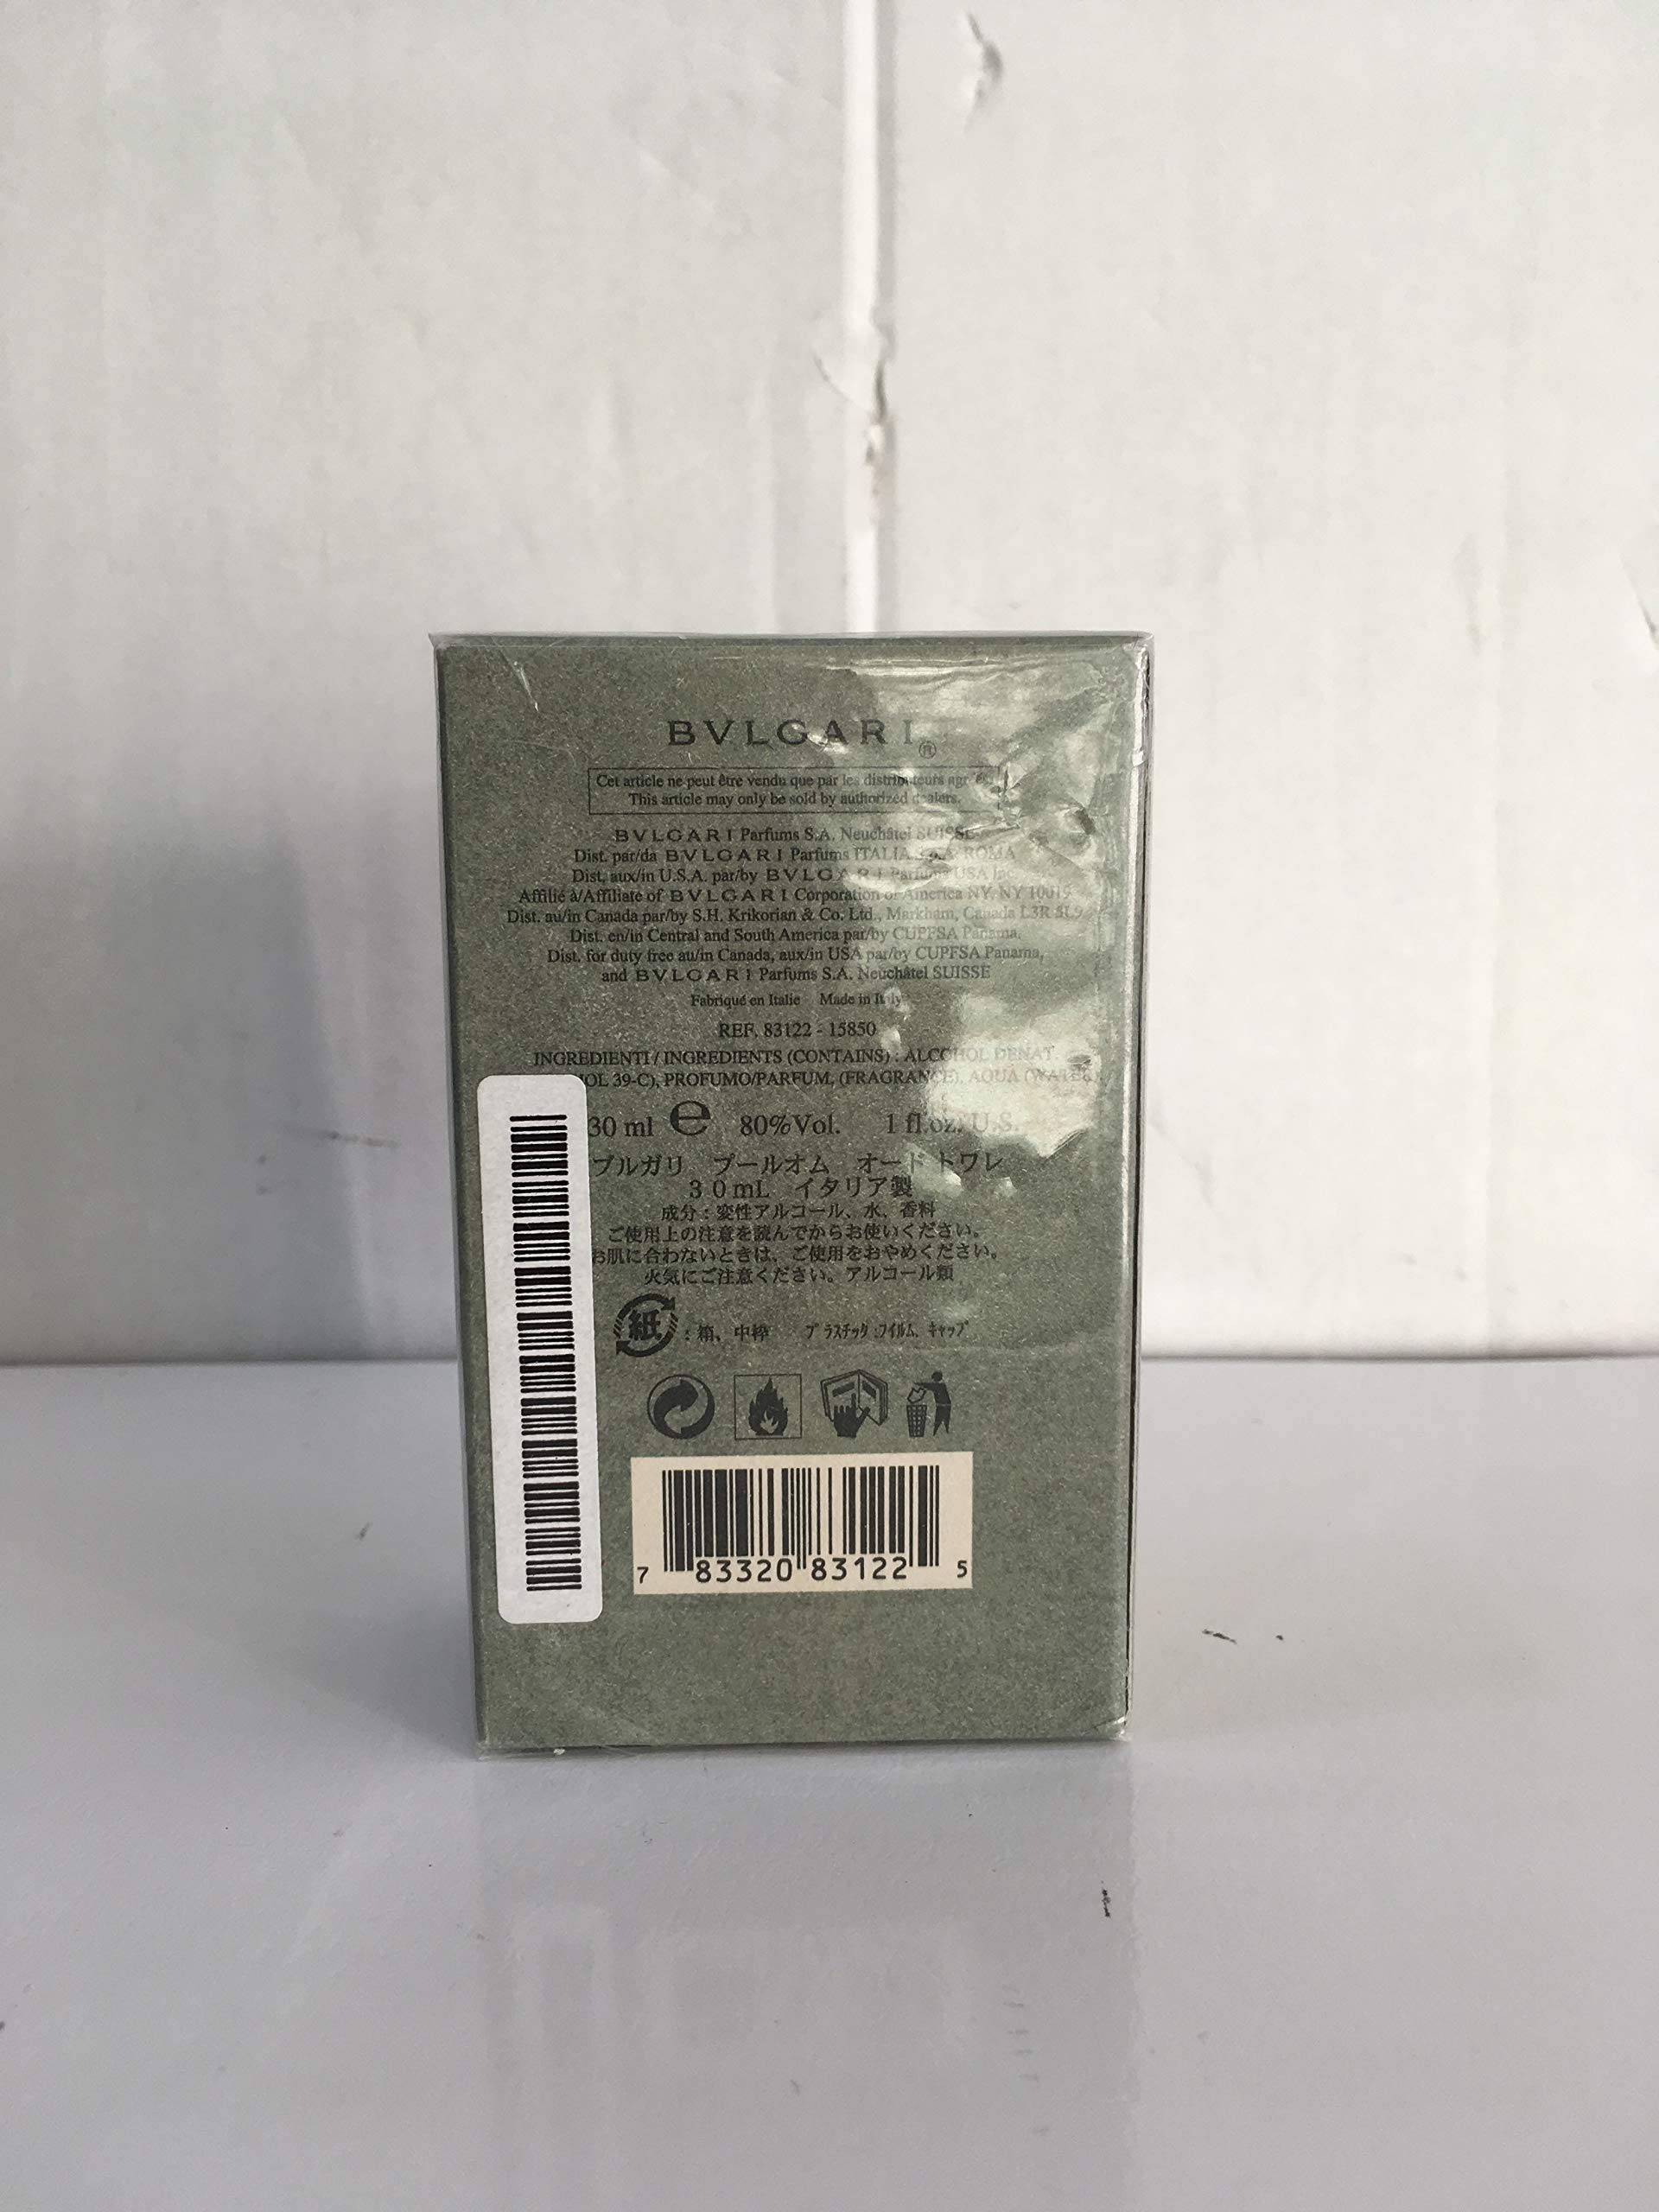 BVLGARI®
Cet article ne peut être vendu que par les distributeurs
This article may only be sold by authorized dealers.
BVLGARI Parfums S.A. Neuchâtel SUISSE
Dist. par/da BVLGARI Parfums ITALIA S.p.A. ROMA
Dist. aux/in U.S.A. par/by BVLGARI Parfums USA Inc
Affilié à/Affiliate of BVLGARI Corporation of America NY, NY 10019
Dist. au/in Canada par/by S.H. Krikorian & Co. Ltd., Markham, Canada L3R
Dist. en/in Central and South America par/by CUPFSA Panama.
Dist. for duty free au/in Canada, aux/in USA par/by CUPFSA Panama,
and BVLGARI Parfums S.A. Neuchâtel SUISSE
Fabriqué en Italie Made in Italy
REF. 83122 - 15850
INGREDIENTI / INGREDIENTS (CONTAINS) : ALCOHOL DENAT.
39-C), PROFUMO/PARFUM, (FRAGRANCE), AQUA (WATER)
30 ml e 80%Vol. 1 fl.oz. U.S.
ブルガリ プールオム オード トワレ
30mL イタリア製
成分：変性アルコール、水、香料
ご使用上の注意を読んでからお使いください。
お肌に合わないときは、ご使用をおやめください。
火気にご注意ください。アルコール類
紙：箱、中枠 プラスチック：フイルム、キャップ
7 83320 83122 5